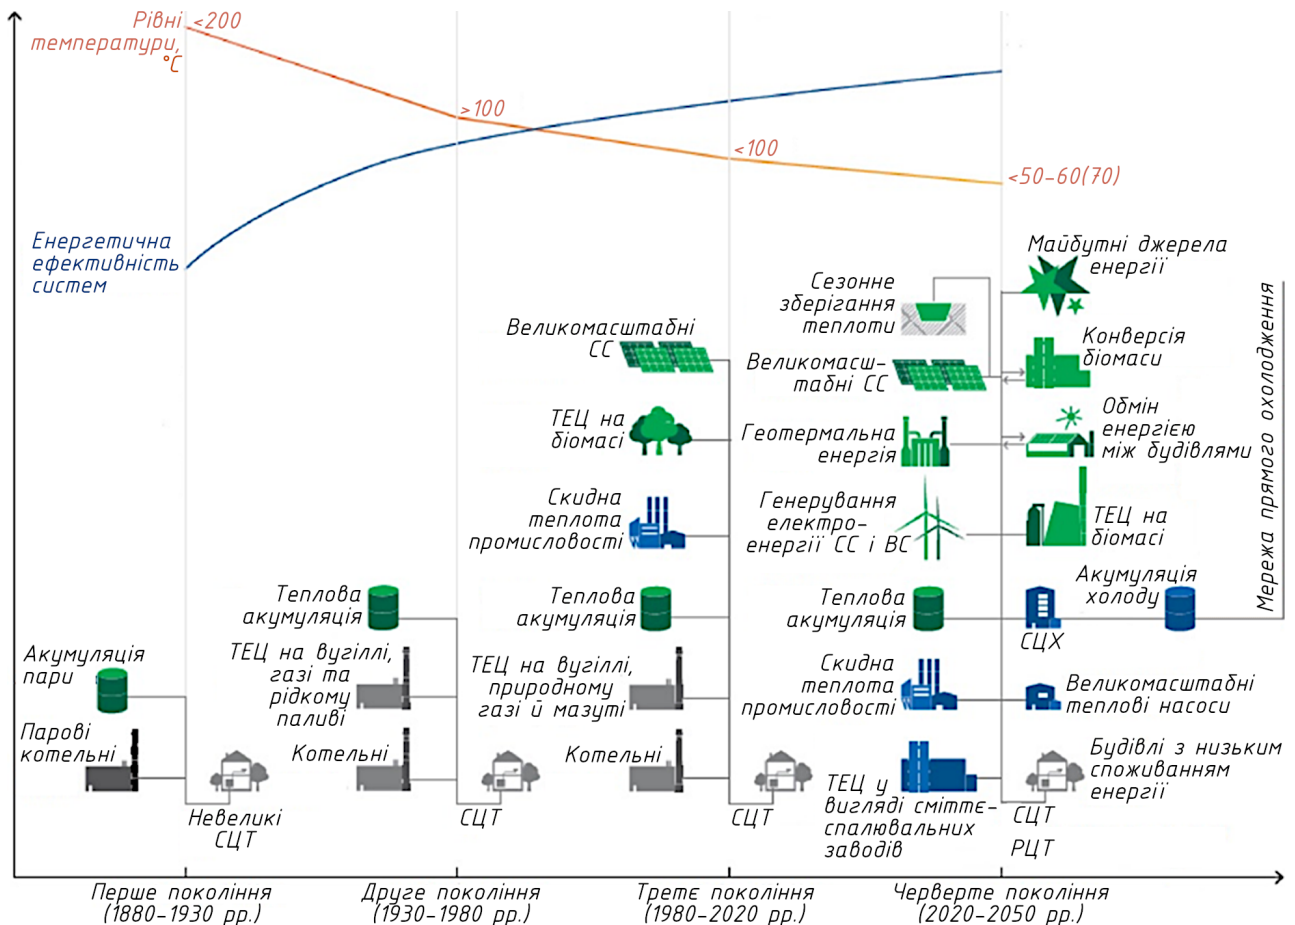 Рівні
температури,
°C
<200
>100
<100
<50-60(70)
Енергетична
ефективність
систем
Акумуляція
пари
Парові
котельні
Невеликі
СЦТ
Теплова
акумуляція
ТЕЦ на вугіллі,
газі та
рідкому
паливі
Котельні
СЦТ
Великомасштабні
СС
ТЕЦ на
біомасі
Скидна
теплота
промисловості
Теплова
акумуляція
ТЕЦ на вугіллі,
природному
газі й мазуті
Котельні
СЦТ
Сезонне
зберігання
теплоти
Великомасш-
табні СС
Геотермальна
енергія
Генерування
електро-
енергії СС і ВС
Теплова
акумуляція
Скидна
теплота
промисловості
ТЕЦ у
вигляді сміттє-
спалювальних
заводів
Майбутні джерела
енергії
Конверсія
біомаси
Обмін
енергією
між будівлями
ТЕЦ на
біомасі
Акумуляція
холоду
СЦХ
Великомасштабні
теплові насоси
Будівлі з низьким
споживанням
енергії
СЦТ
РЦТ
Мережа прямого охолодження
Перше покоління
(1880-1930 рр.)
Друге покоління
(1930-1980 рр.)
Третє покоління
(1980-2020 рр.)
Черверте покоління
(2020-2050 рр.)